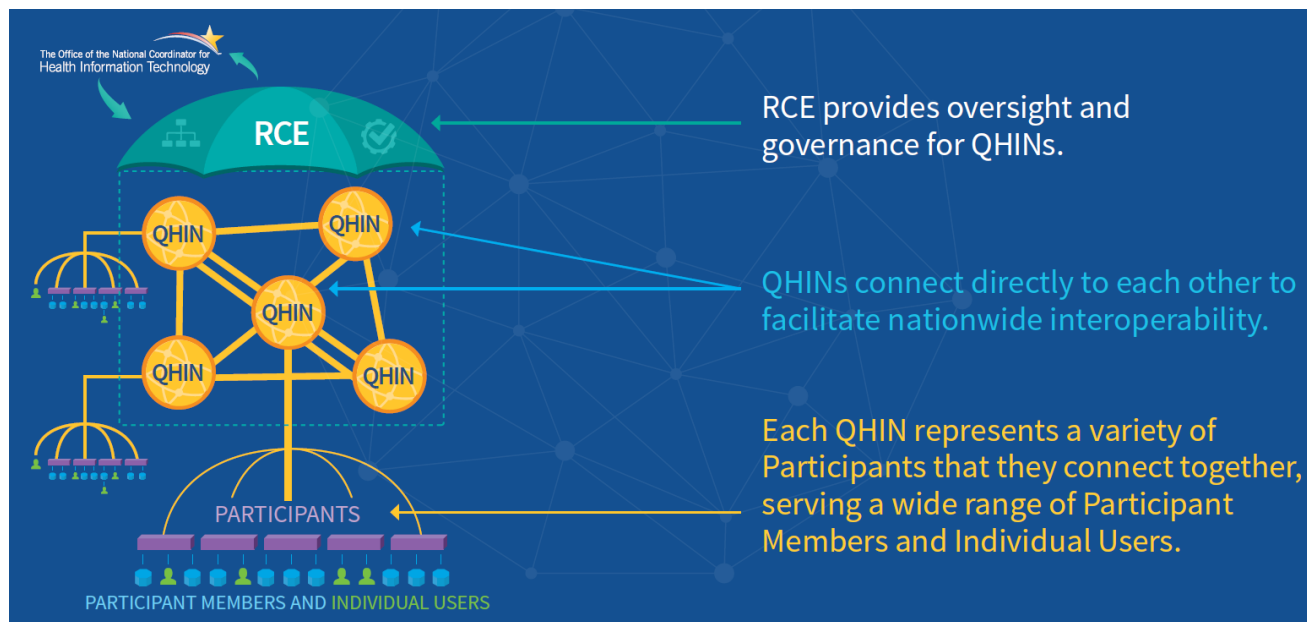 The Office of the National Coordinator for
Health Information Technology
RCE
RCE provides oversight and
governance for QHINs.
QHIN
QHIN
QHIN
QHIN
QHIN
QHINs connect directly to each other to
facilitate nationwide interoperability.
Each QHIN represents a variety of
Participants that they connect together,
serving a wide range of Participant
Members and Individual Users.
PARTICIPANTS
PARTICIPANT MEMBERS AND INDIVIDUAL USERS